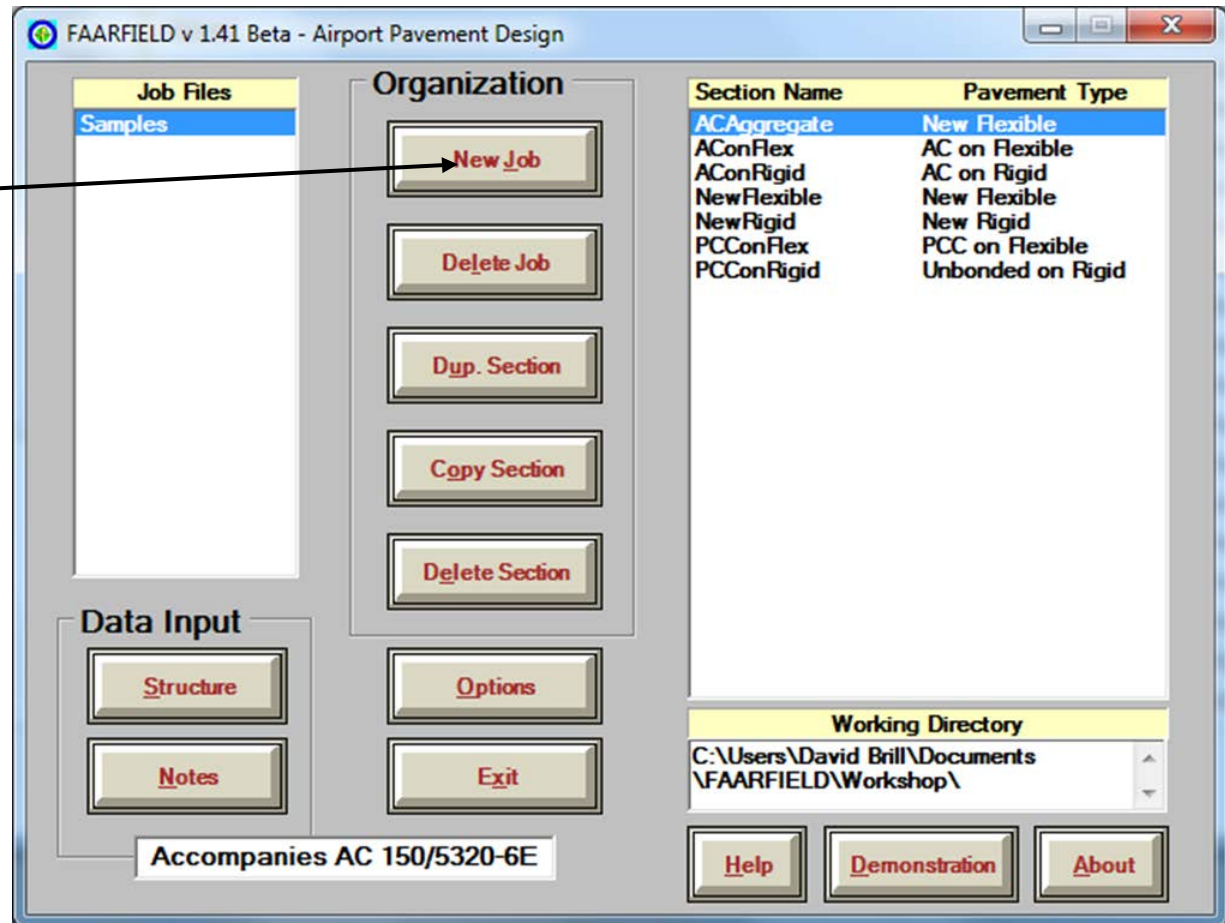 FAARFIELD v 1.41 Beta - Airport Pavement Design
Job Files
Samples
Organization
New Job
Delete Job
Dup. Section
Copy Section
Delete Section
Data Input
Structure
Notes
Options
Exit
Accompanies AC 150/5320-6E
Section Name Pavement Type
ACAggregate New Flexible
AConFlex AC on Flexible
AConRigid AC on Rigid
NewFlexible New Flexible
NewRigid New Rigid
PCConFlex PCC on Flexible
PCConRigid Unbonded on Rigid
Working Directory
C:\Users\David Brill\Documents
\FAARFIELD\Workshop\
Help
Demonstration
About